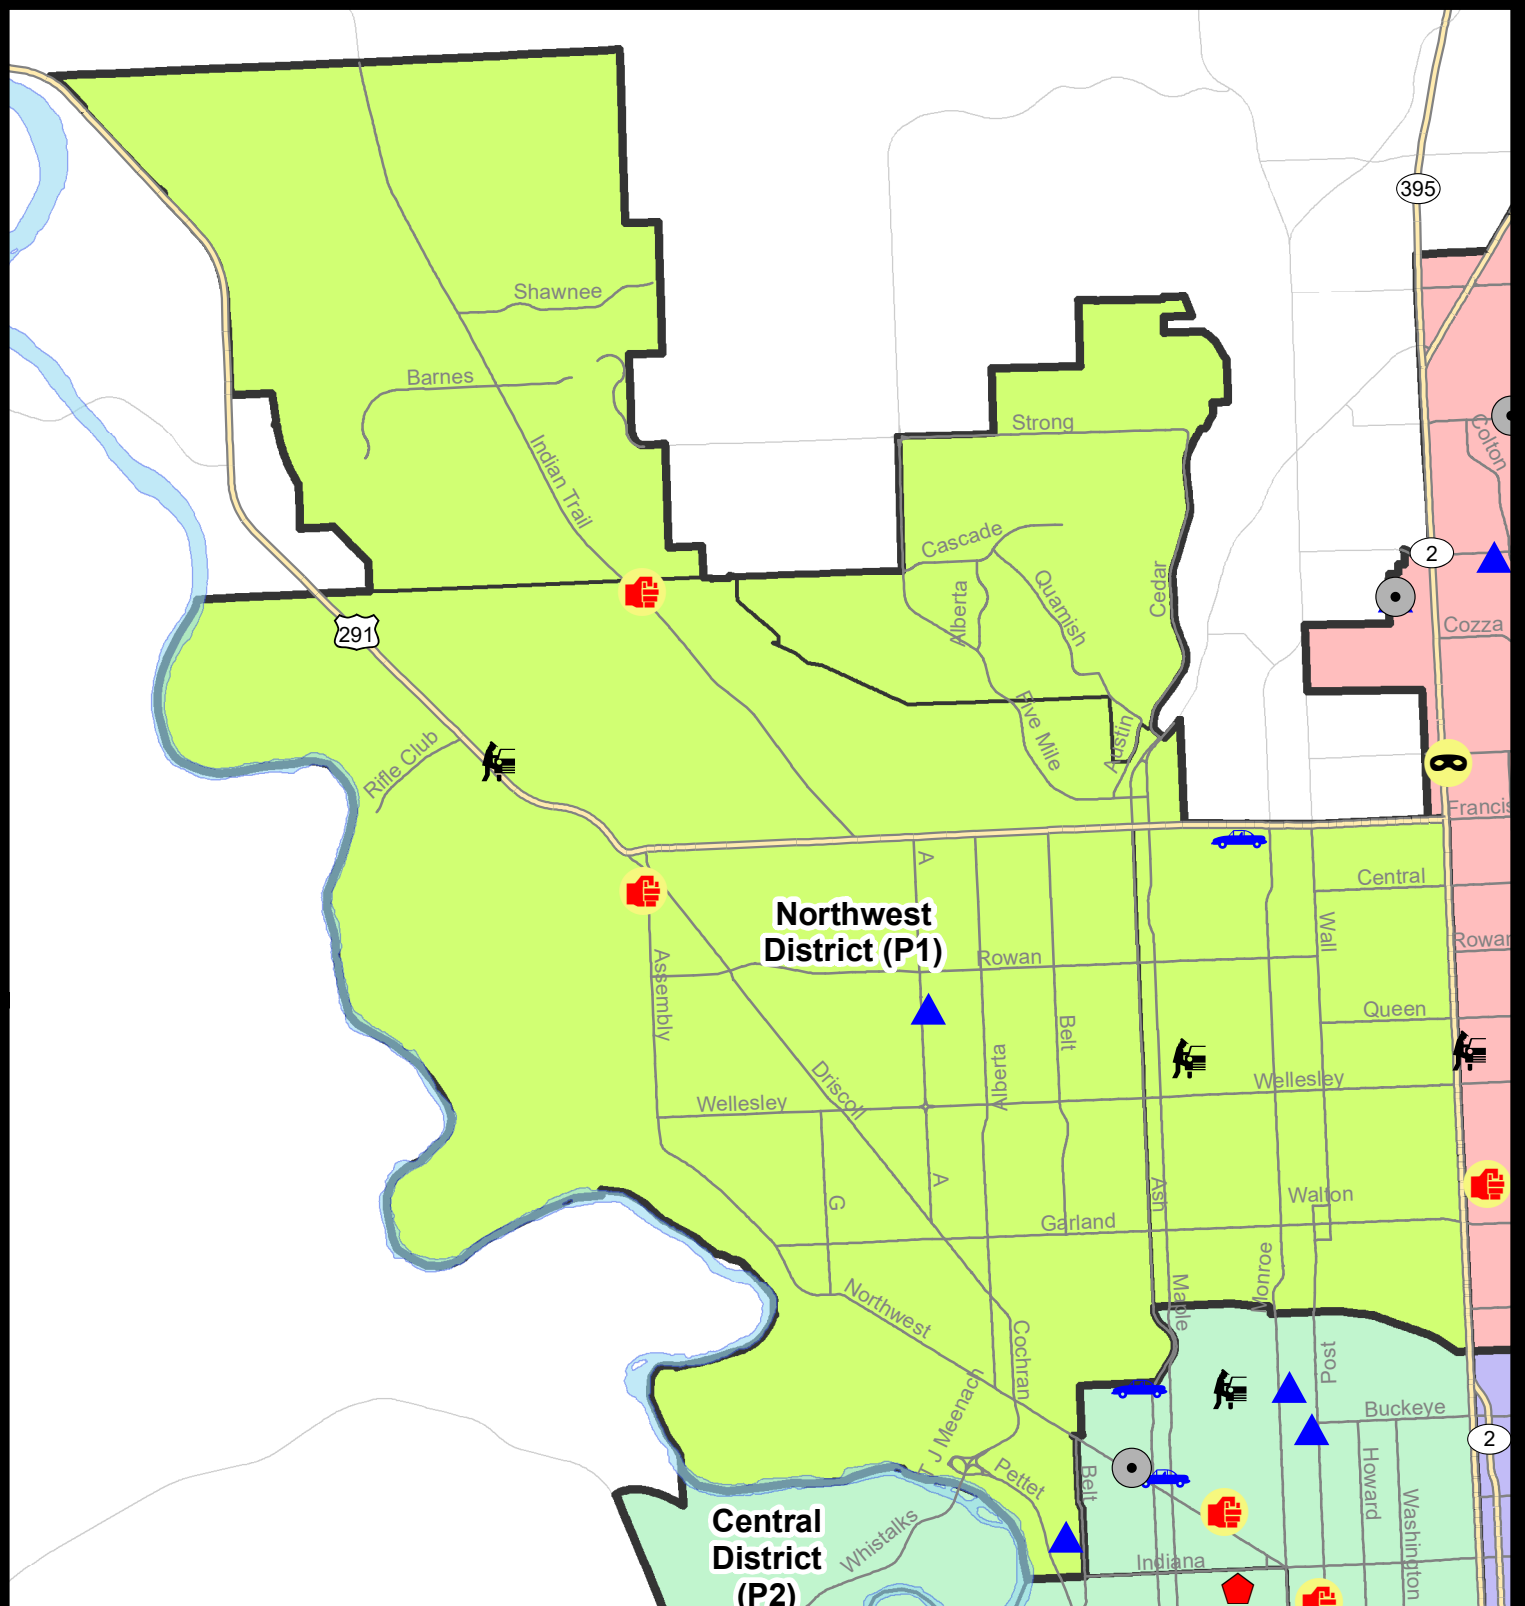 395
Shawnee
Barnes
Strong
Colton
Indian Trail
Cascade
2
Alberta
Quamish
Cedar
Cozza
291
Five Mile
Austin
Rifle Club
Francis
A
Central
Northwest
District (P1)
Wall
Rowan
Rowan
Assembly
Queen
Belt
Driscoll
Alberta
Wellesley
Wellesley
A
G
Ash
Walton
Garland
Monroe
Maple
Northwest
Cochran
Post
T J Meenach
Buckeye
2
Pettet
Belt
Howard
Washington
Central
District
(P2)
Whistalks
Indiana